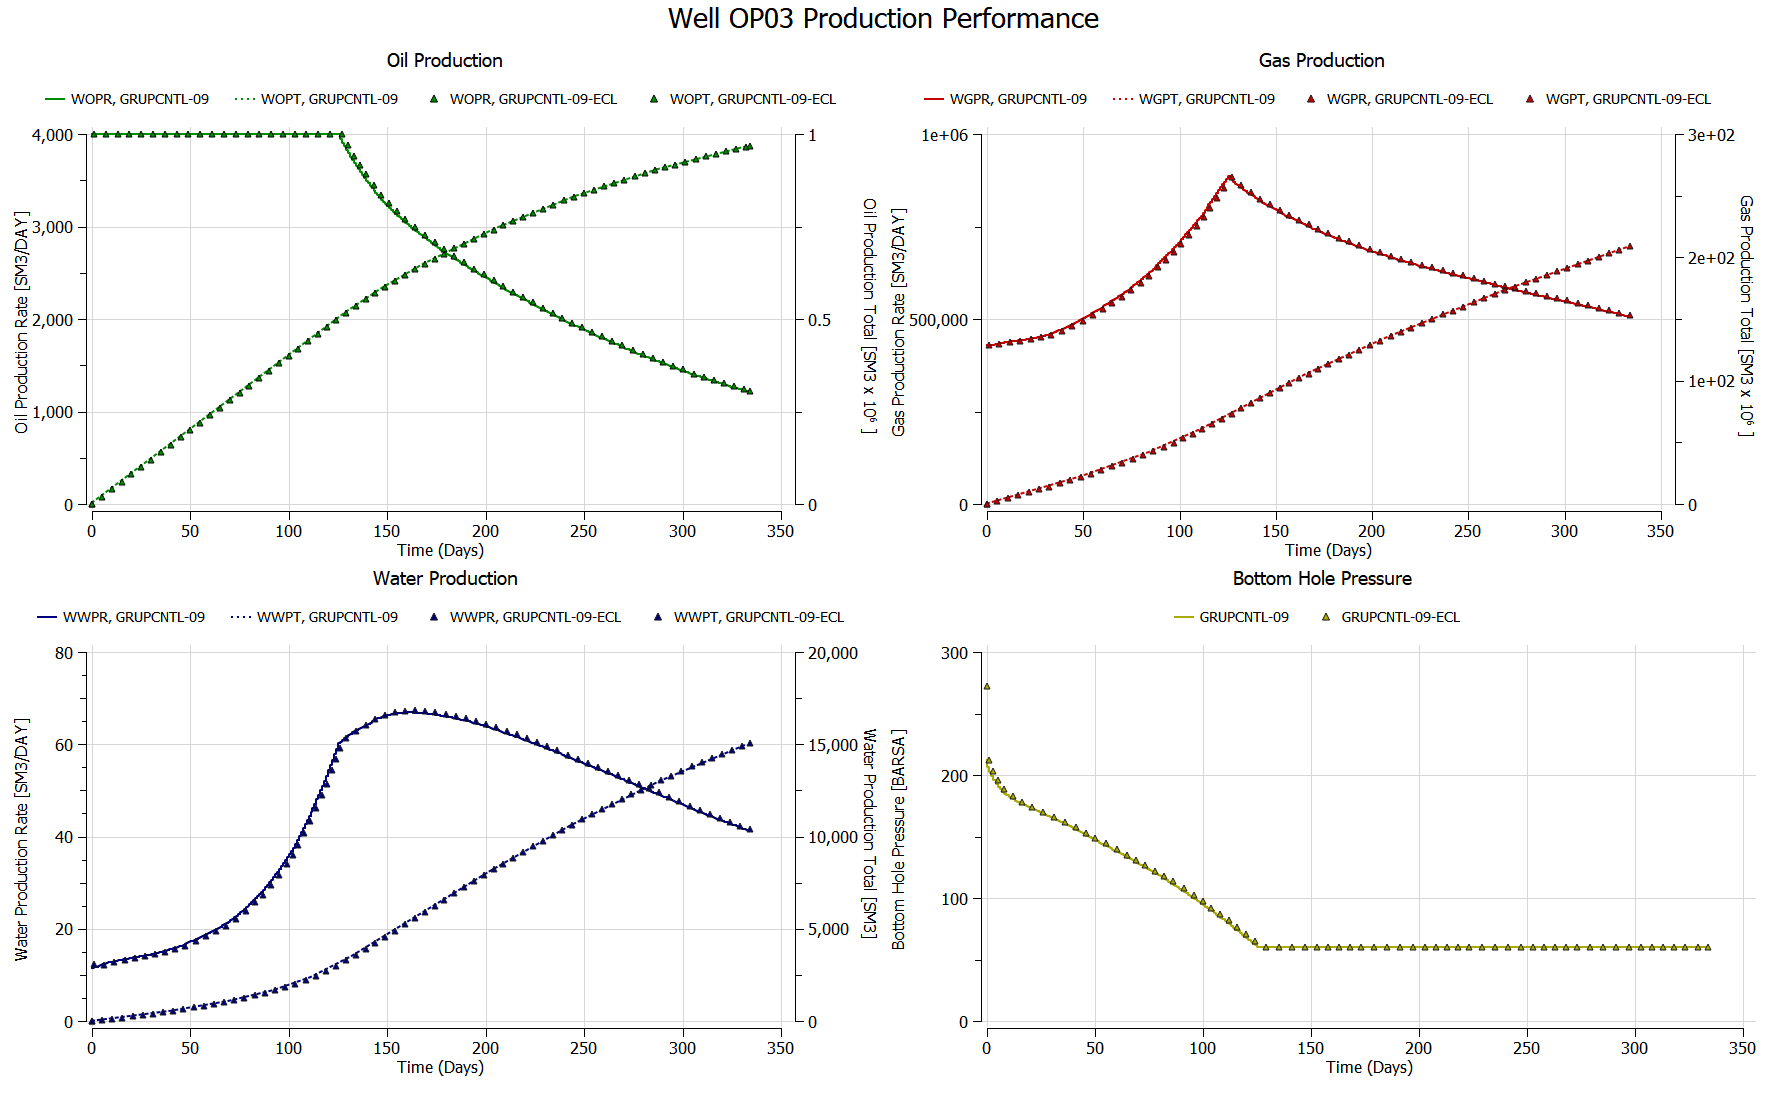 Well OP03 Production Performance
Oil Production
WOPR, GRUPCNTL-09 WOPT, GRUPCNTL-09 WOPR, GRUPCNTL-09-ECL WOPT, GRUPCNTL-09-ECL
Oil Production Rate [SM3/DAY]
4,000
3,000
2,000
1,000
0
1
0.5
0
Oil Production Total [SM3 x 10⁶ ]
0 50 100 150 200 250 300 350
Time (Days)
Gas Production
WGPR, GRUPCNTL-09 WGPT, GRUPCNTL-09 WGPR, GRUPCNTL-09-ECL WGPT, GRUPCNTL-09-ECL
Gas Production Rate [SM3/DAY]
1e+06
500,000
0
3e+02
2e+02
1e+02
0
Gas Production Total [SM3 x 10⁶ ]
0 50 100 150 200 250 300 350
Time (Days)
Water Production
WWPR, GRUPCNTL-09 WWPT, GRUPCNTL-09 WWPR, GRUPCNTL-09-ECL WWPT, GRUPCNTL-09-ECL
Water Production Rate [SM3/DAY]
80
60
40
20
0
20,000
15,000
10,000
5,000
0
Water Production Total [SM3]
0 50 100 150 200 250 300 350
Time (Days)
Bottom Hole Pressure
GRUPCNTL-09 GRUPCNTL-09-ECL
Bottom Hole Pressure [BARSA]
300
200
100
0
0 50 100 150 200 250 300 350
Time (Days)